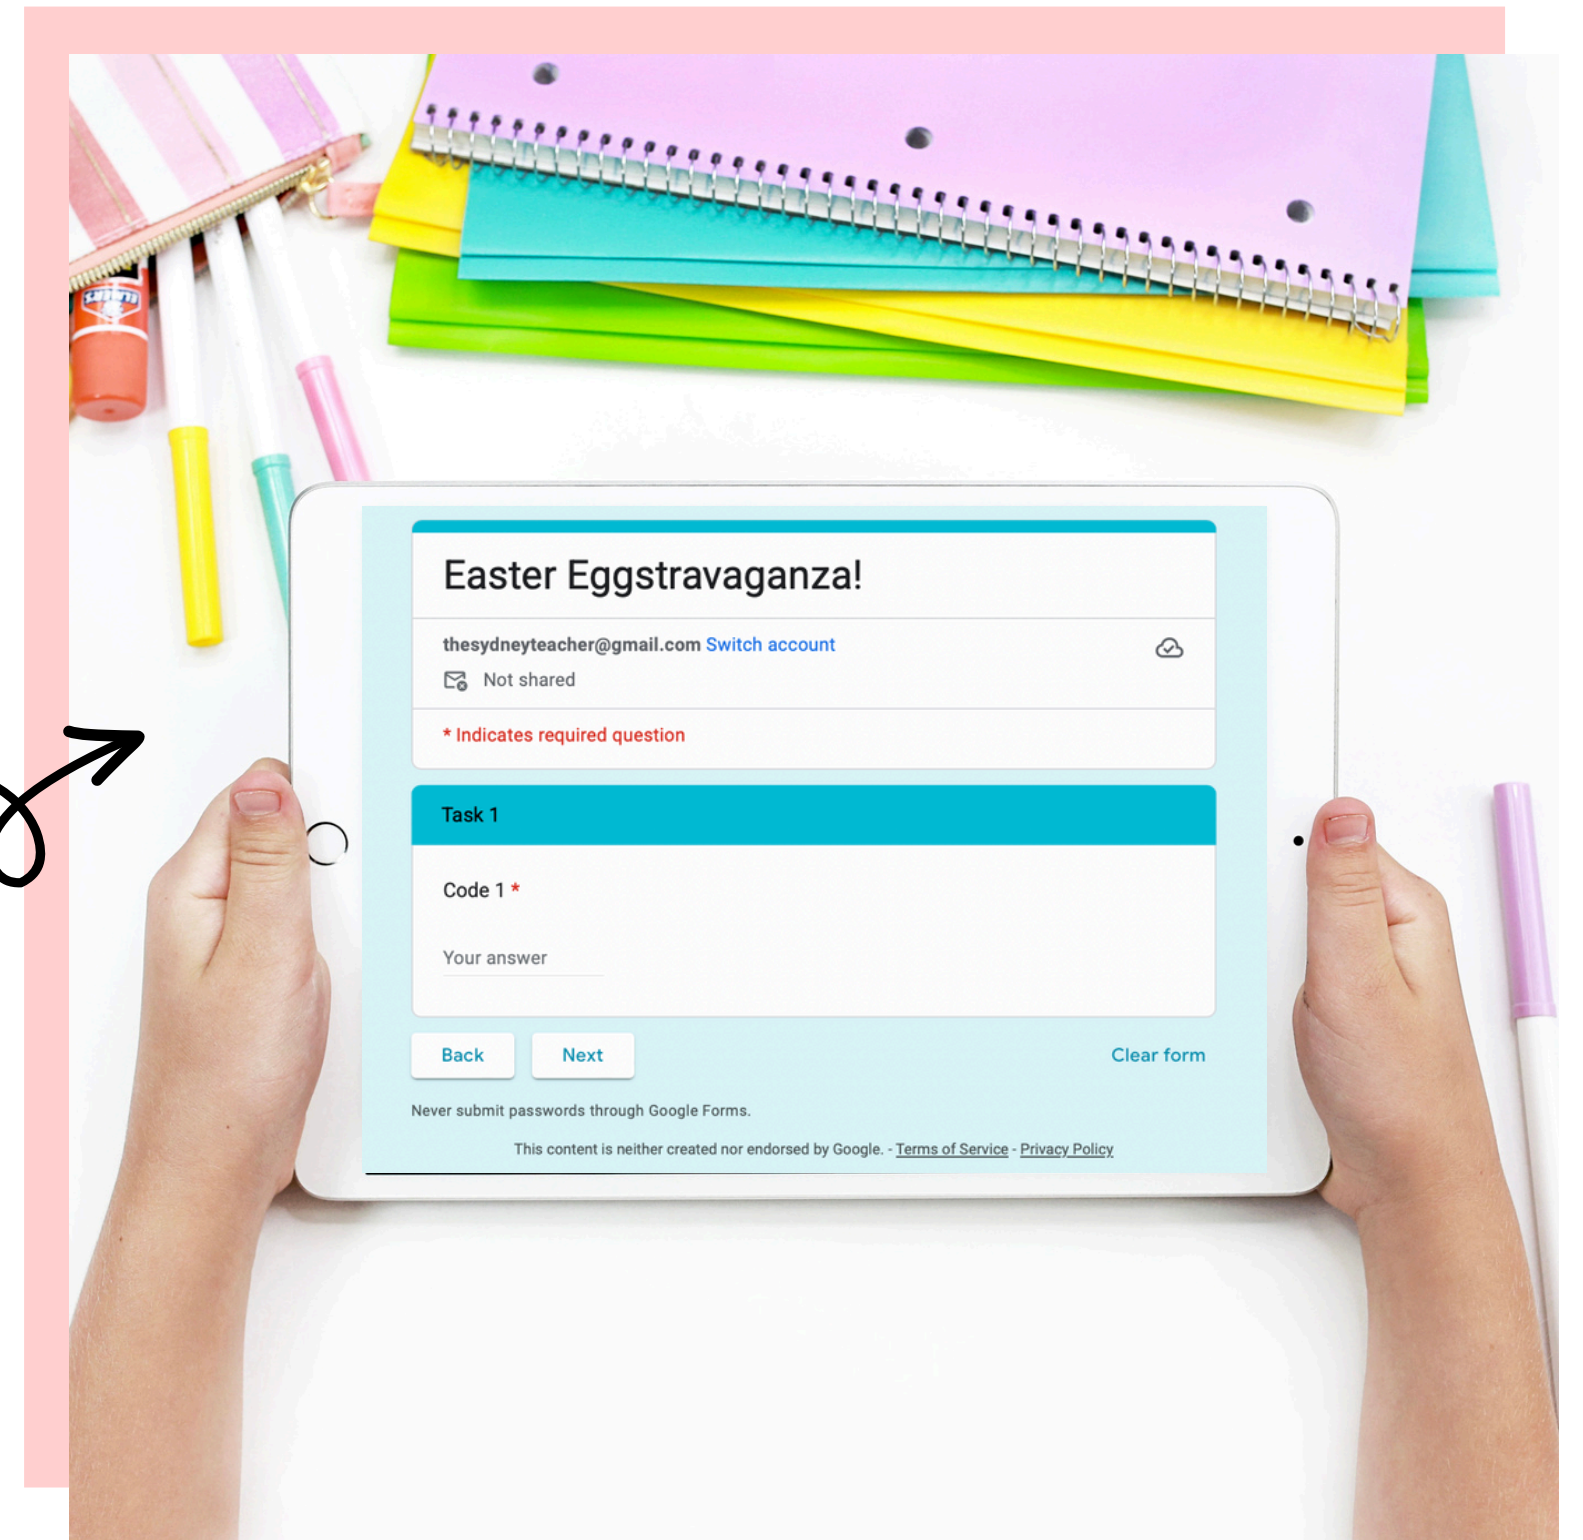 ELMER'S
Easter Eggstravaganza!
thesydneyteacher@gmail.com Switch account
Not shared
* Indicates required question
Task 1
Code 1 *
Your answer
Back Next Clear form
Never submit passwords through Google Forms.
This content is neither created nor endorsed by Google. - Terms of Service - Privacy Policy